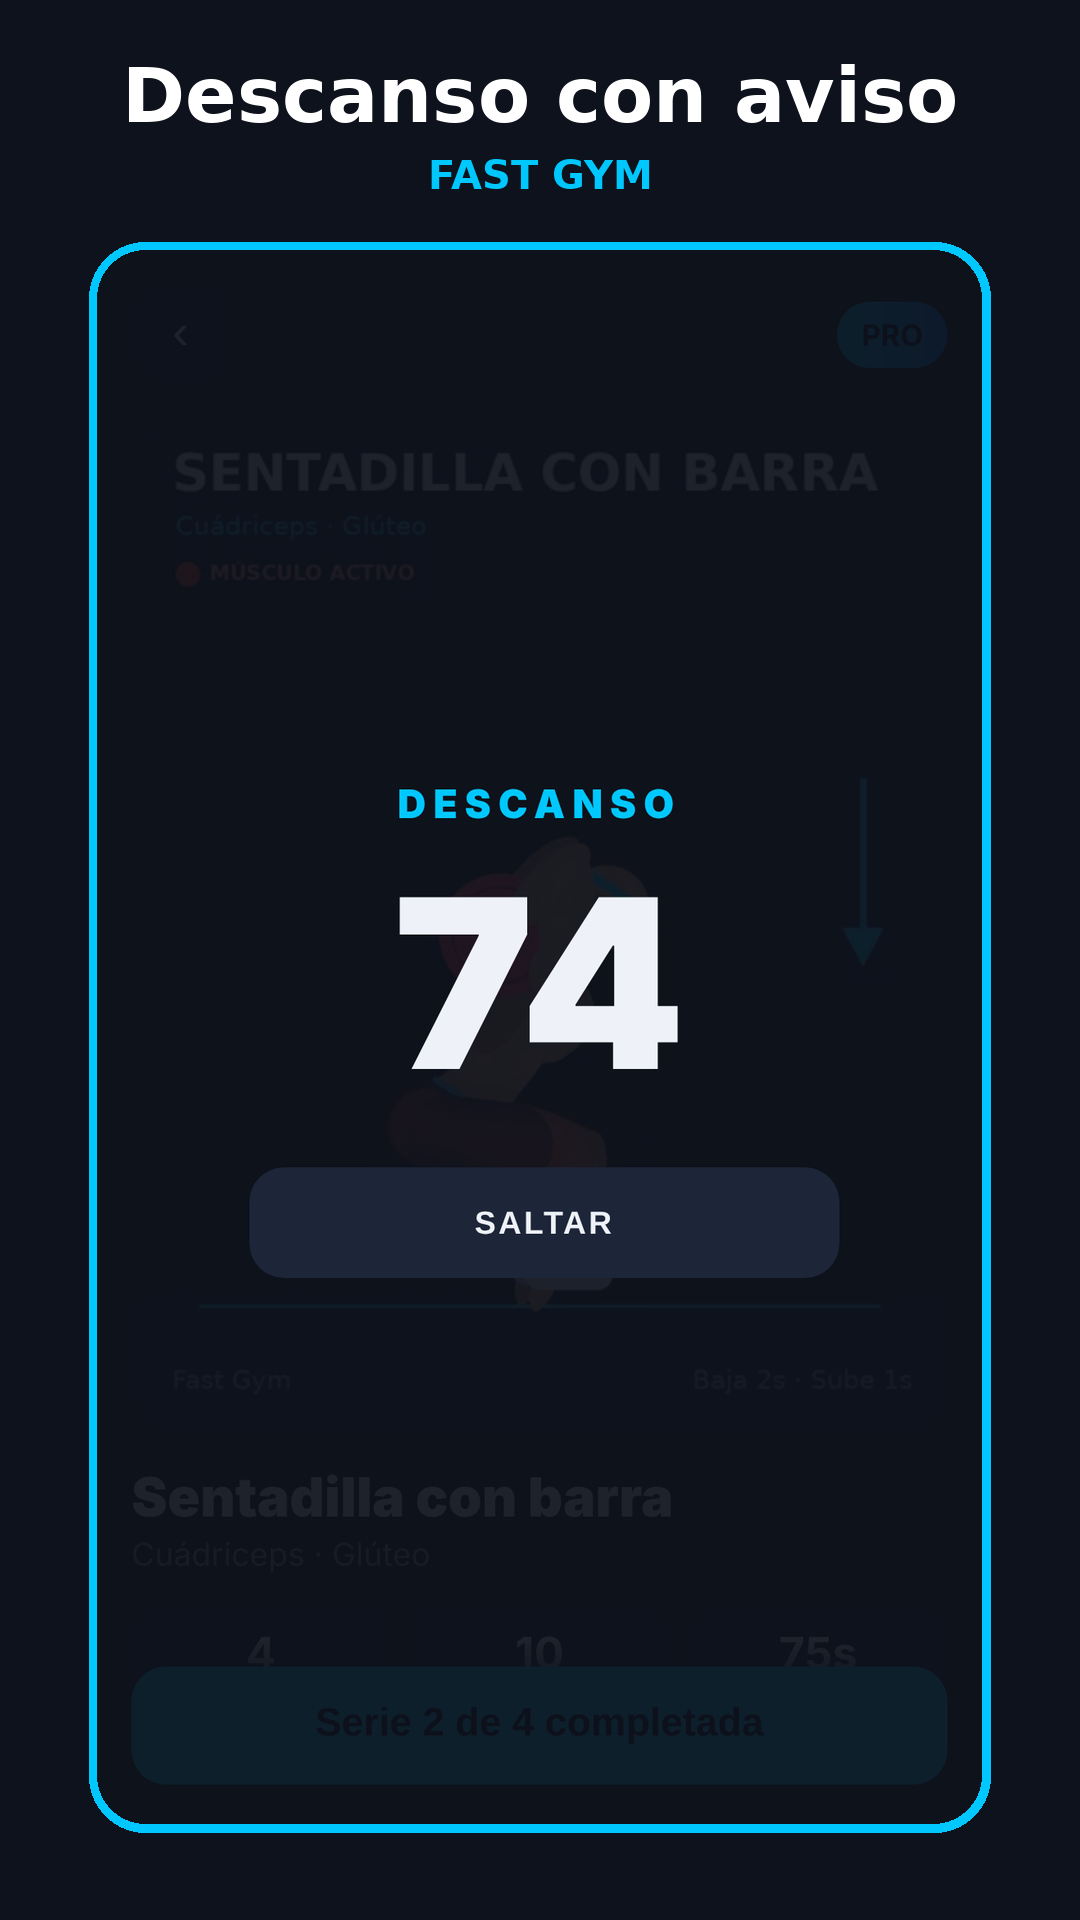 Descanso con aviso
FAST GYM
‹
PRO
SENTADILLA CON BARRA
Cuádriceps · Glúteo
MÚSCULO ACTIVO
DESCANSO
74
SALTAR
Fast Gym
Baja 2s · Sube 1s
Sentadilla con barra
Cuádriceps · Glúteo
4 10 75s
Serie 2 de 4 completada